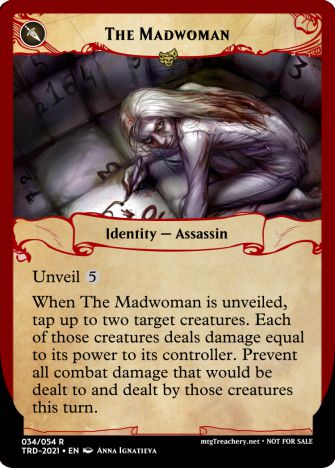 The Madwoman
Identity — Assassin
Unveil 5
When The Madwoman is unveiled,
tap up to two target creatures. Each
of those creatures deals damage equal
to its power to its controller. Prevent
all combat damage that would be
dealt to and dealt by those creatures
this turn.
034/054 R
TRD•2021 • EN Anna Ignatieva
mtgTreachery.net • NOT FOR SALE